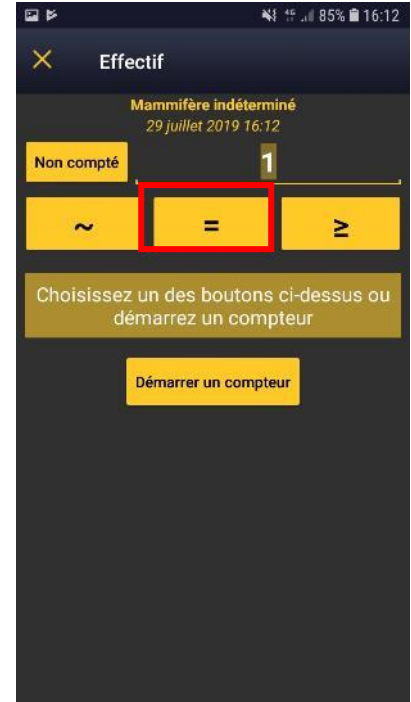 85% 16:12
Effectif
Mammifère indéterminé
29 juillet 2019 16:12
Non compté 1
~ = ≥
Choisissez un des boutons ci-dessus ou
démarrez un compteur
Démarrer un compteur